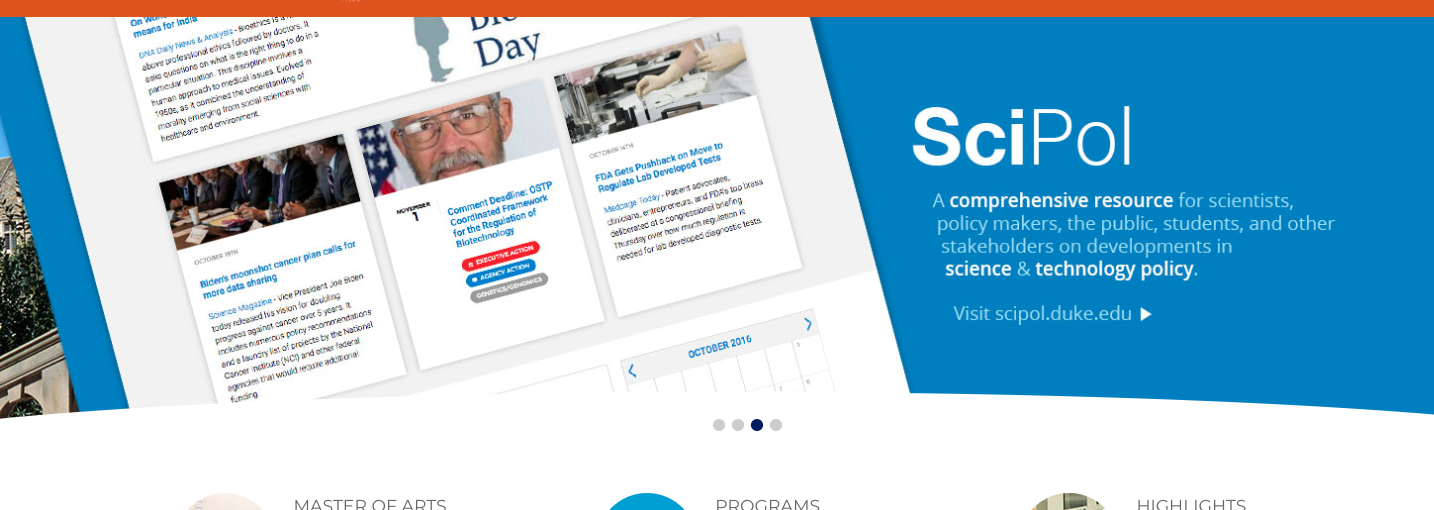 On Wom
means for India
DNA Daily News & Analysis - Bioethics is a
above professional ethics followed by doctors. It
asks questions on what is the right thing to do in a
particular situation. This discipline involves a
human approach to medical issues. Evolved in
1950s, as it combined the understanding of
morality emerging from social sciences with
healthcare and environment.
Day
OCTOBER 19TH
Biden's moonshot cancer plan calls for
more data sharing
Science Magazine - Vice President Joe Biden
today released his vision for doubling
progress against cancer over 5 years. It
includes numerous policy recommendations
and a laundry list of projects by the National
Cancer Institute (NCI) and other federal
agencies that would require additional
funding.
NOVEMBER
1
Comment Deadline: OSTP
Coordinated Framework
for the Regulation of
Biotechnology
EXECUTIVE ACTION
AGENCY ACTION
GENETICS/GENOMICS
OCTOBER 14TH
FDA Gets Pushback on Move to
Regulate Lab Developed Tests
Medpage Today - Patient advocates,
clinicians, entrepreneurs, and FDA's top brass
deliberated at a congressional briefing
Thursday over how much regulation is
needed for lab developed diagnostic tests.
OCTOBER 2016
SciPol
A comprehensive resource for scientists,
policy makers, the public, students, and other
stakeholders on developments in
science & technology policy.
Visit scipol.duke.edu
MASTER OF ARTS
PROGRAMS
HIGHLIGHTS